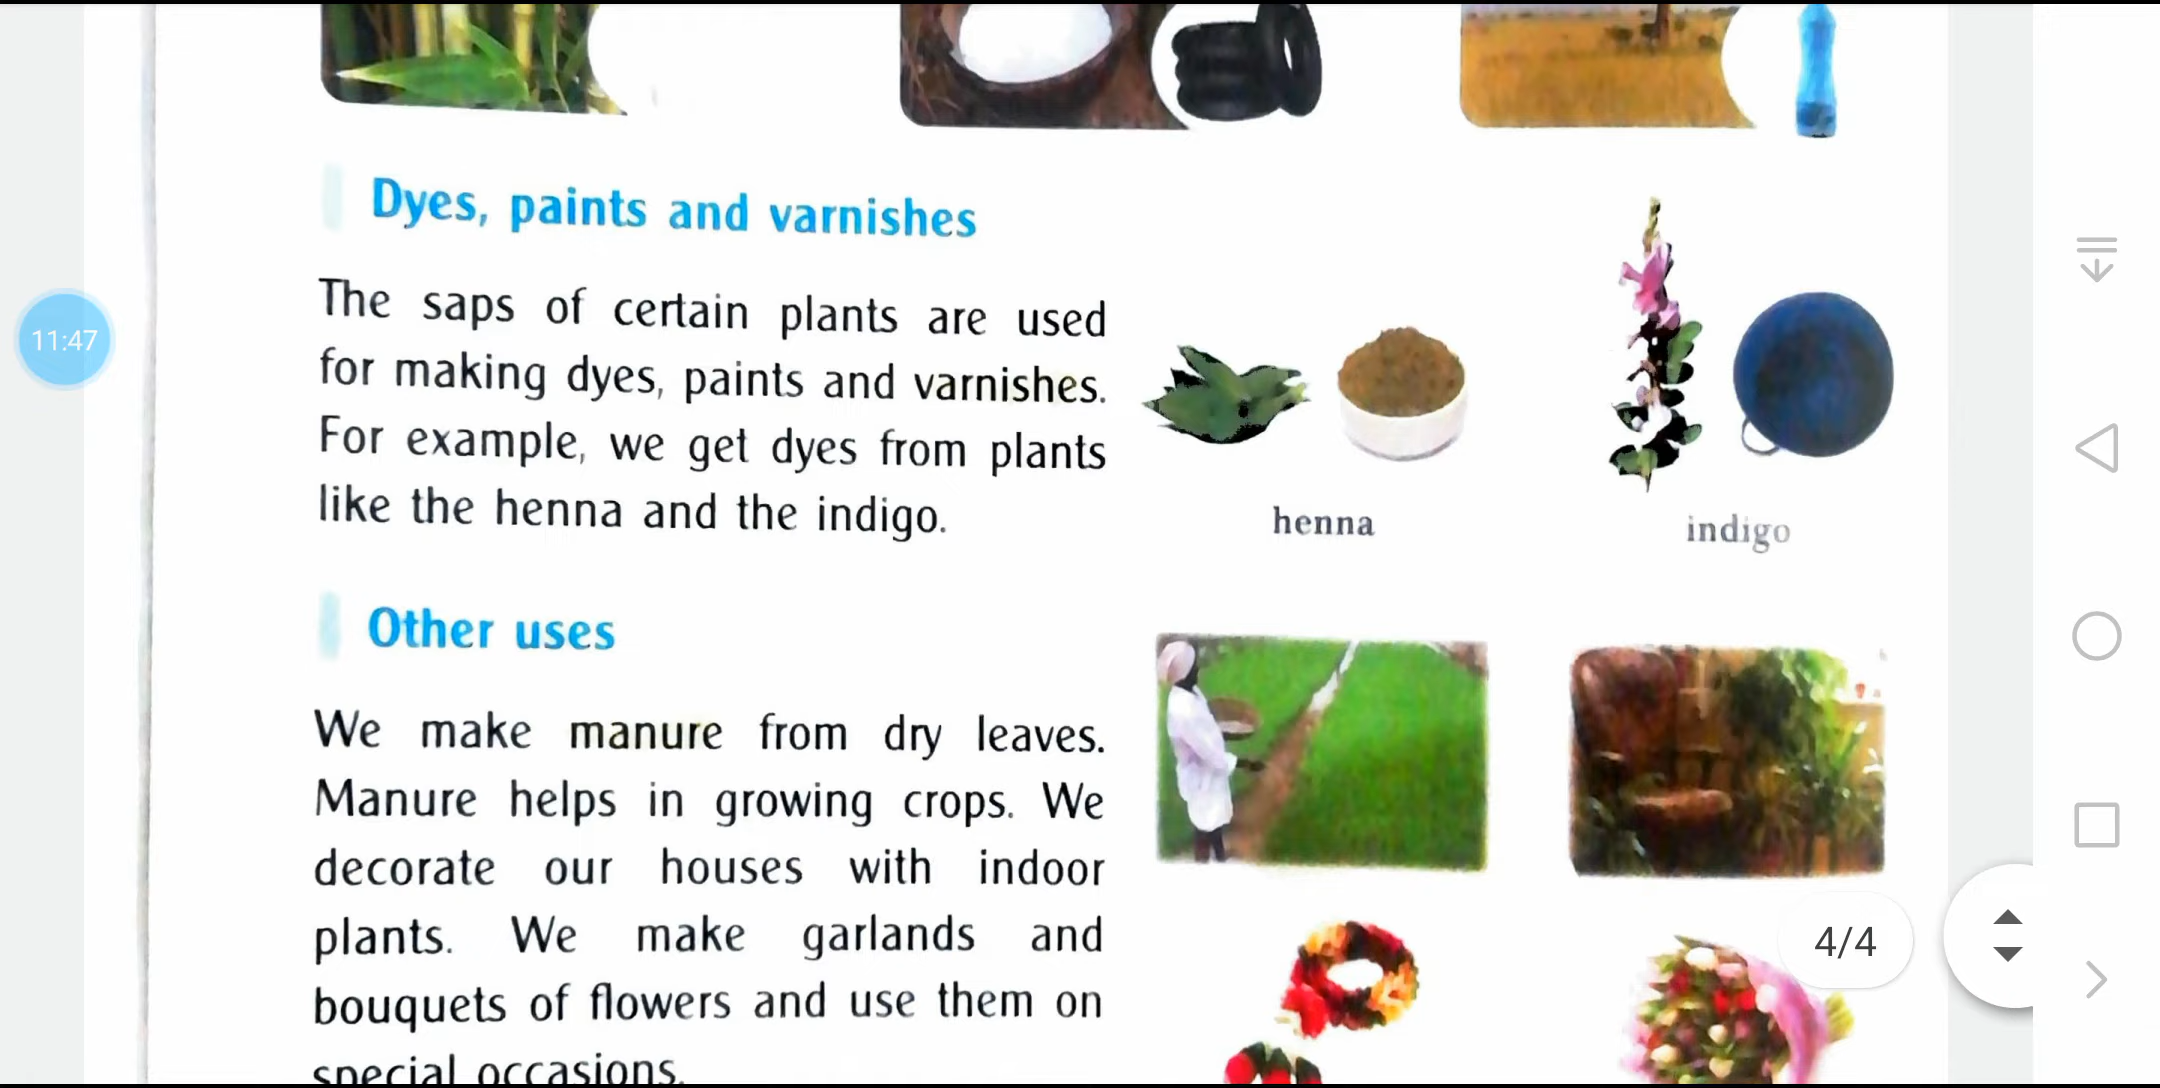 Dyes, paints and varnishes
The saps of certain plants are used
for making dyes, paints and varnishes.
For example, we get dyes from plants
like the henna and the indigo.
henna
indigo
11:47
Other uses
We make manure from dry leaves.
Manure helps in growing crops. We
decorate our houses with indoor
plants. We make garlands and
bouquets of flowers and use them on
special occasions.
4/4